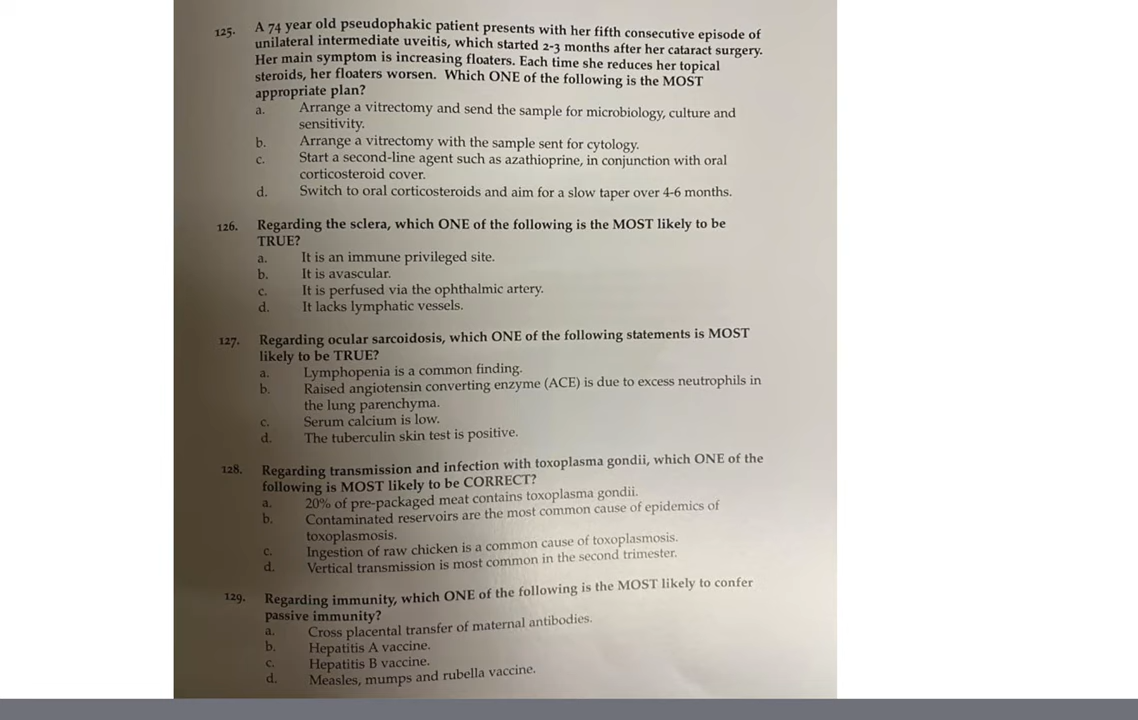 125. A 74 year old pseudophakic patient presents with her fifth consecutive episode of
unilateral intermediate uveitis, which started 2-3 months after her cataract surgery.
Her main symptom is increasing floaters. Each time she reduces her topical
steroids, her floaters worsen. Which ONE of the following is the MOST
appropriate plan?
a. Arrange a vitrectomy and send the sample for microbiology, culture and
sensitivity.
b. Arrange a vitrectomy with the sample sent for cytology.
c. Start a second-line agent such as azathioprine, in conjunction with oral
corticosteroid cover.
d. Switch to oral corticosteroids and aim for a slow taper over 4-6 months.
126. Regarding the sclera, which ONE of the following is the MOST likely to be
TRUE?
a. It is an immune privileged site.
b. It is avascular.
c. It is perfused via the ophthalmic artery.
d. It lacks lymphatic vessels.
127. Regarding ocular sarcoidosis, which ONE of the following statements is MOST
likely to be TRUE?
a. Lymphopenia is a common finding.
b. Raised angiotensin converting enzyme (ACE) is due to excess neutrophils in
the lung parenchyma.
c. Serum calcium is low.
d. The tuberculin skin test is positive.
128. Regarding transmission and infection with toxoplasma gondii, which ONE of the
following is MOST likely to be CORRECT?
a. 20% of pre-packaged meat contains toxoplasma gondii.
b. Contaminated reservoirs are the most common cause of epidemics of
toxoplasmosis.
c. Ingestion of raw chicken is a common cause of toxoplasmosis.
d. Vertical transmission is most common in the second trimester.
129. Regarding immunity, which ONE of the following is the MOST likely to confer
passive immunity?
a. Cross placental transfer of maternal antibodies.
b. Hepatitis A vaccine.
c. Hepatitis B vaccine.
d. Measles, mumps and rubella vaccine.